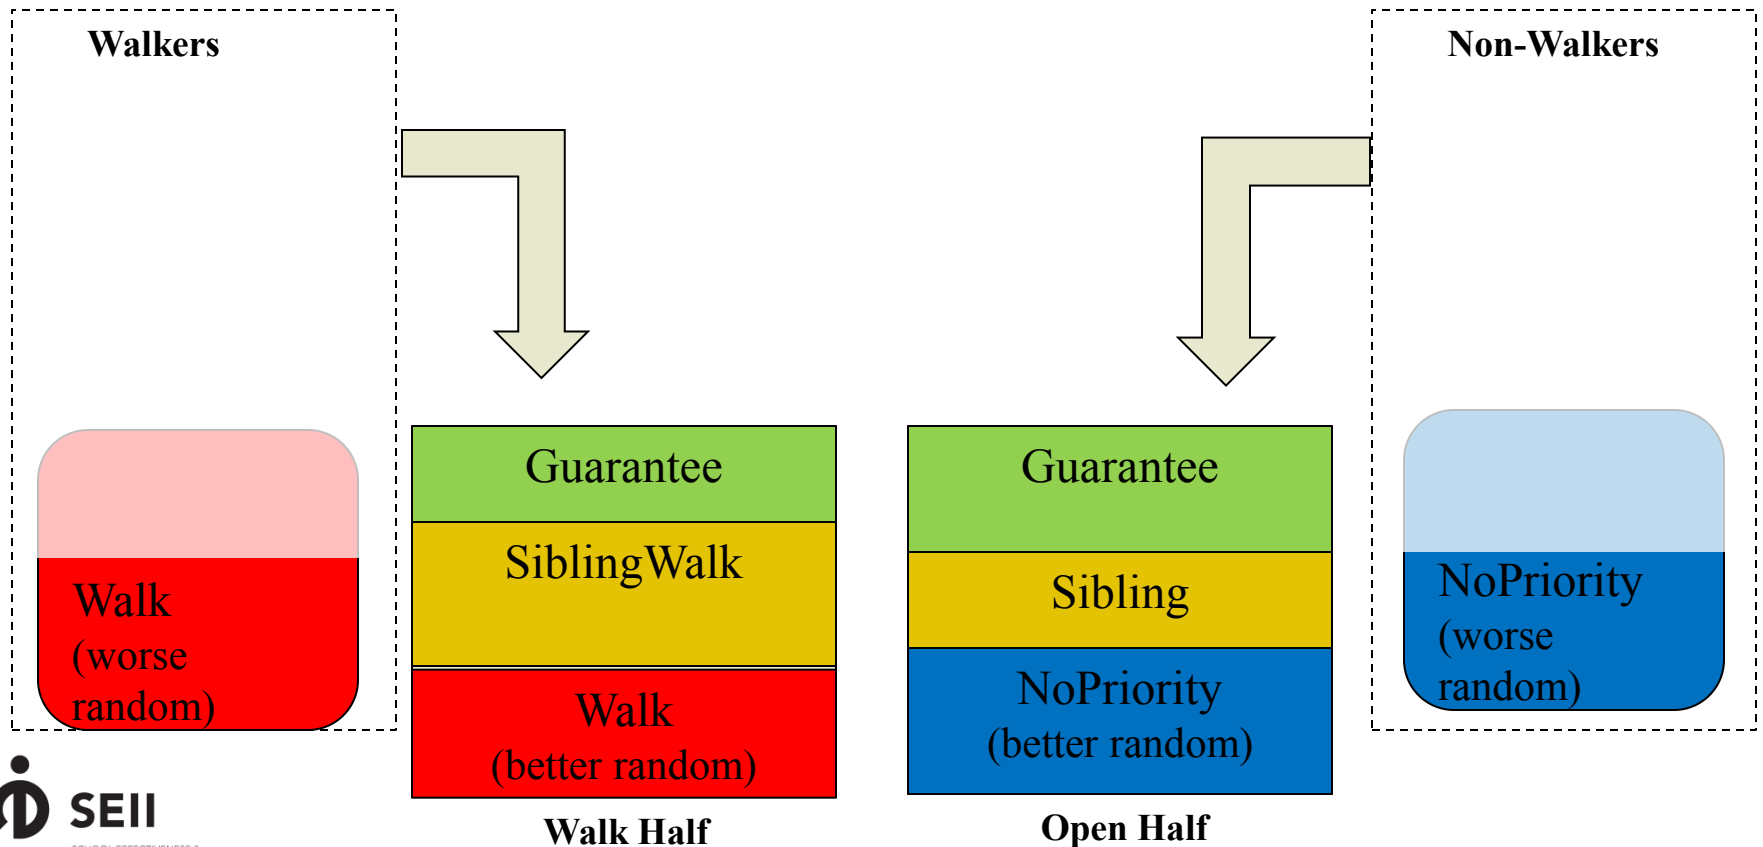 Walkers
Non-Walkers
Guarantee
SiblingWalk
Walk
(better random)
Walk
(worse
random)
Guarantee
Sibling
NoPriority
(better random)
NoPriority
(worse
random)
Walk Half
Open Half
SEII